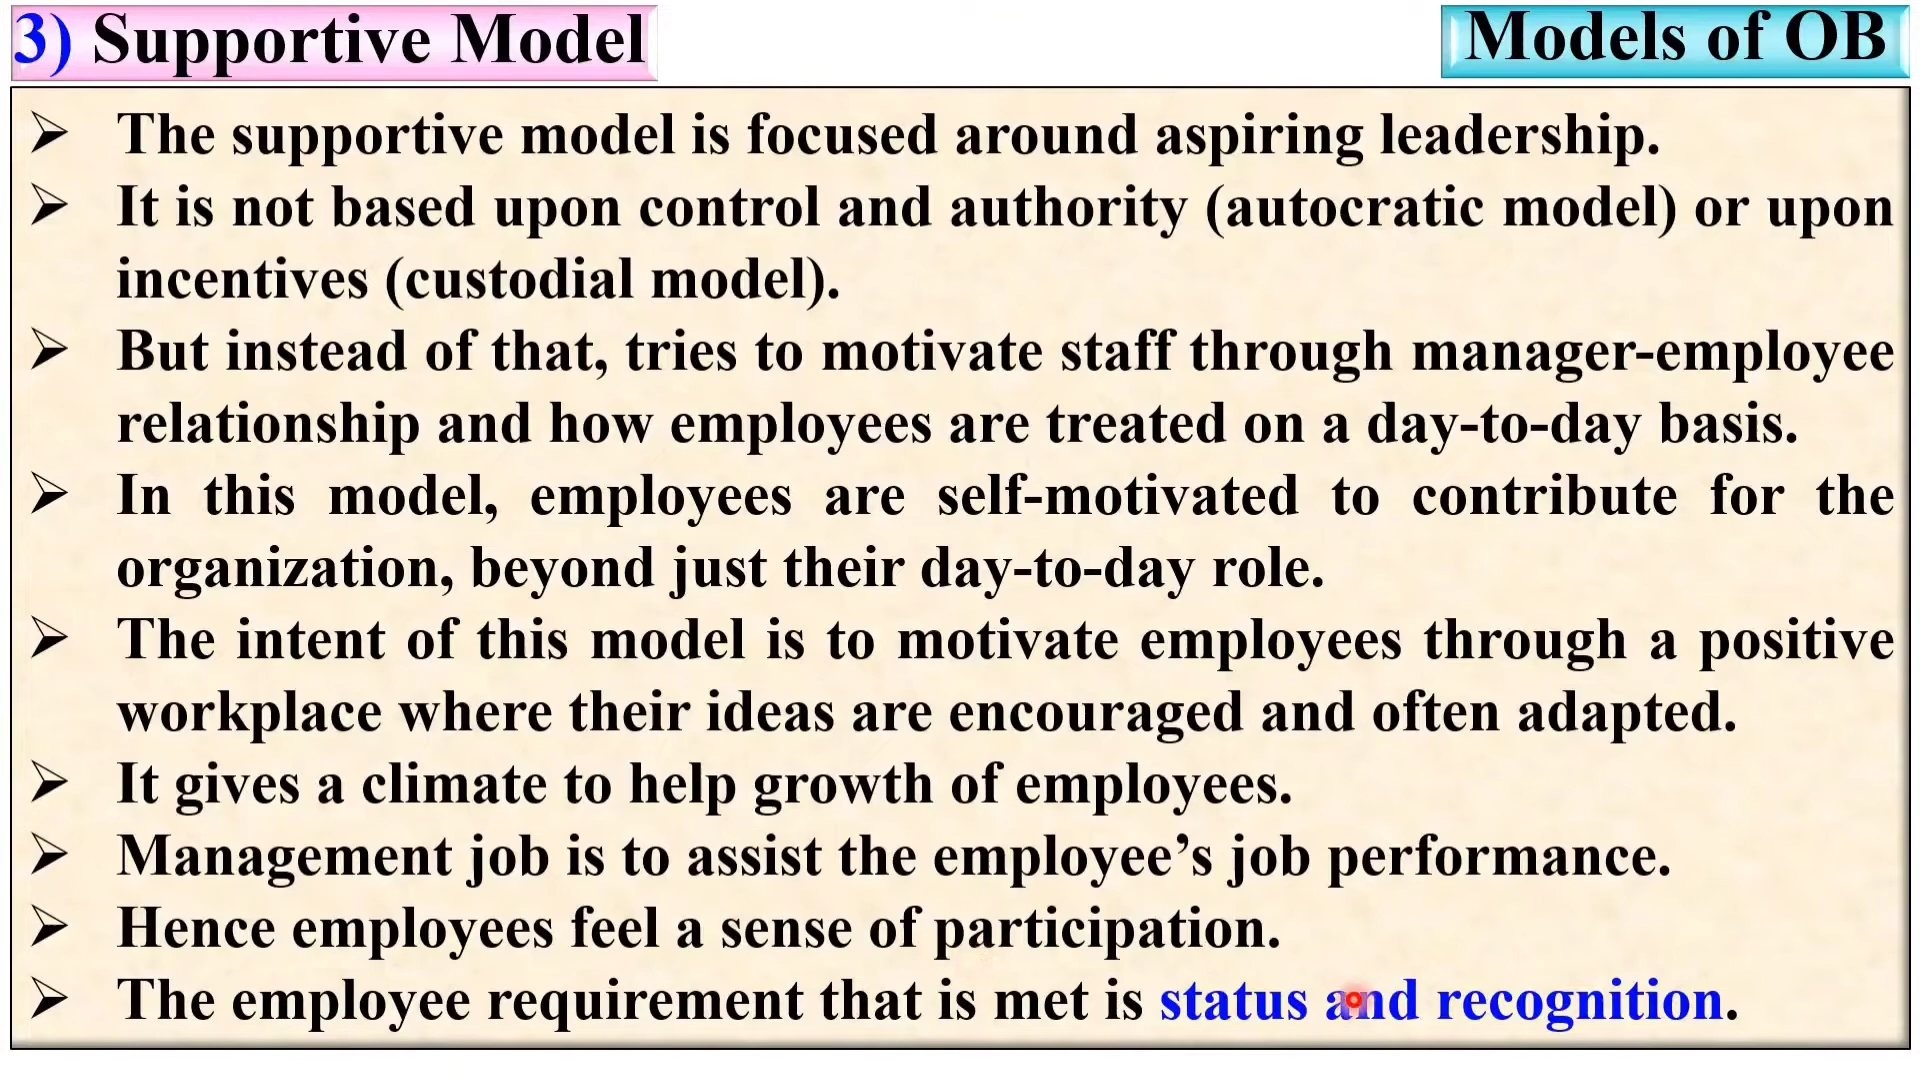 3) Supportive Model
Models of OB
➢ The supportive model is focused around aspiring leadership.
➢ It is not based upon control and authority (autocratic model) or upon
incentives (custodial model).
➢ But instead of that, tries to motivate staff through manager-employee
relationship and how employees are treated on a day-to-day basis.
➢ In this model, employees are self-motivated to contribute for the
organization, beyond just their day-to-day role.
➢ The intent of this model is to motivate employees through a positive
workplace where their ideas are encouraged and often adapted.
➢ It gives a climate to help growth of employees.
➢ Management job is to assist the employee’s job performance.
➢ Hence employees feel a sense of participation.
➢ The employee requirement that is met is status and recognition.